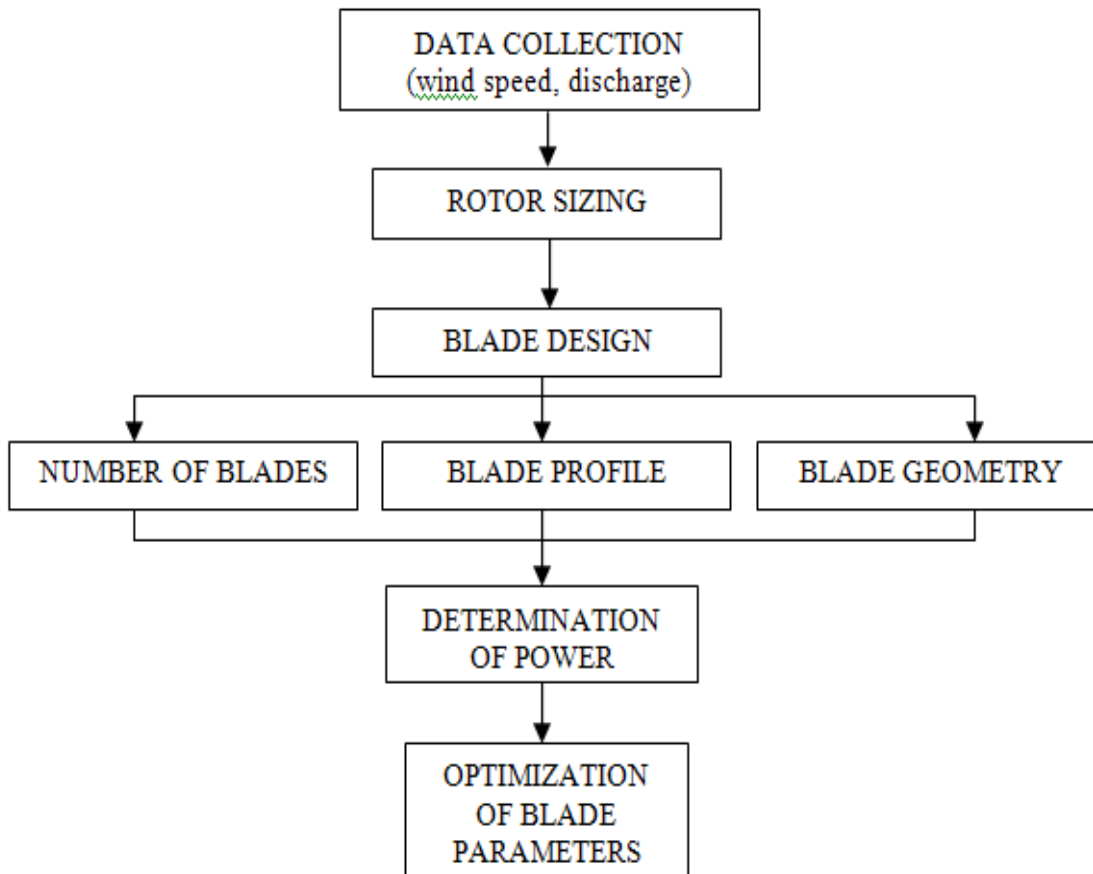 DATA COLLECTION
(wind speed, discharge)
ROTOR SIZING
BLADE DESIGN
NUMBER OF BLADES
BLADE PROFILE
BLADE GEOMETRY
DETERMINATION
OF POWER
OPTIMIZATION
OF BLADE
PARAMETERS